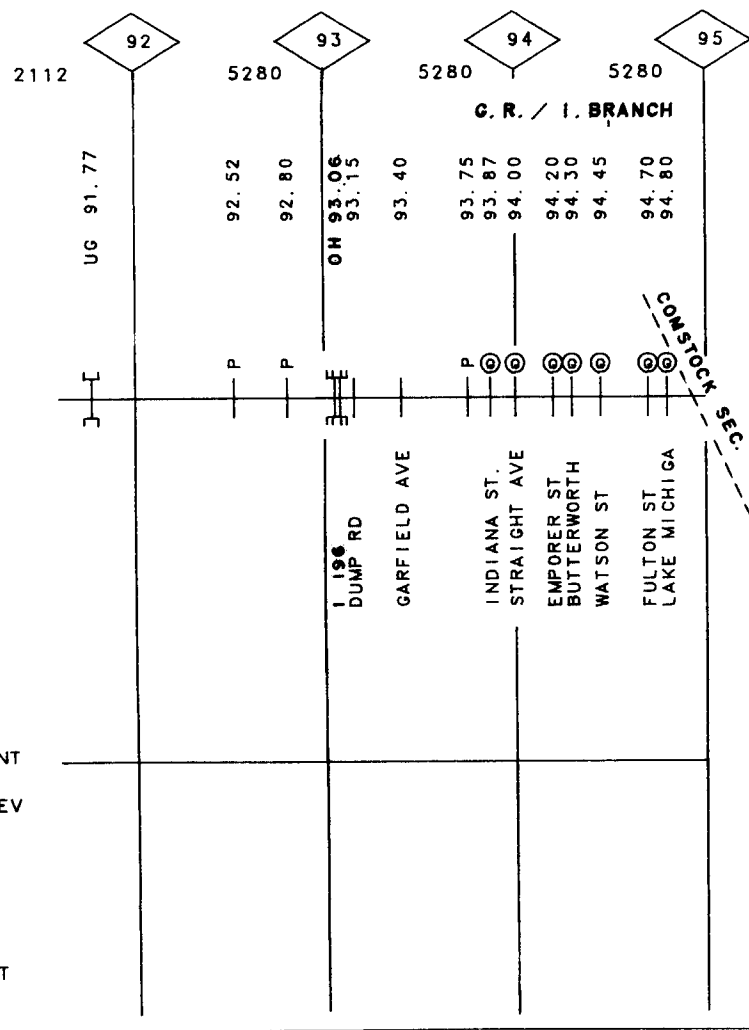 92 93 94 95
2112 5280 5280 5280
G. R. / I. BRANCH
UG 91.77
92.52
92.80
OH 93.06
93.15
93.40
93.75
93.87
94.00
94.20
94.30
94.45
94.70
94.80
P P P G G G G G G G
COMSTOCK SEC.
I 196
DUMP RD
GARFIELD AVE
INDIANA ST.
STRAIGHT AVE
EMPORER ST
BUTTERWORTH
WATSON ST
FULTON ST
LAKE MICHIGA
NT
EV
T